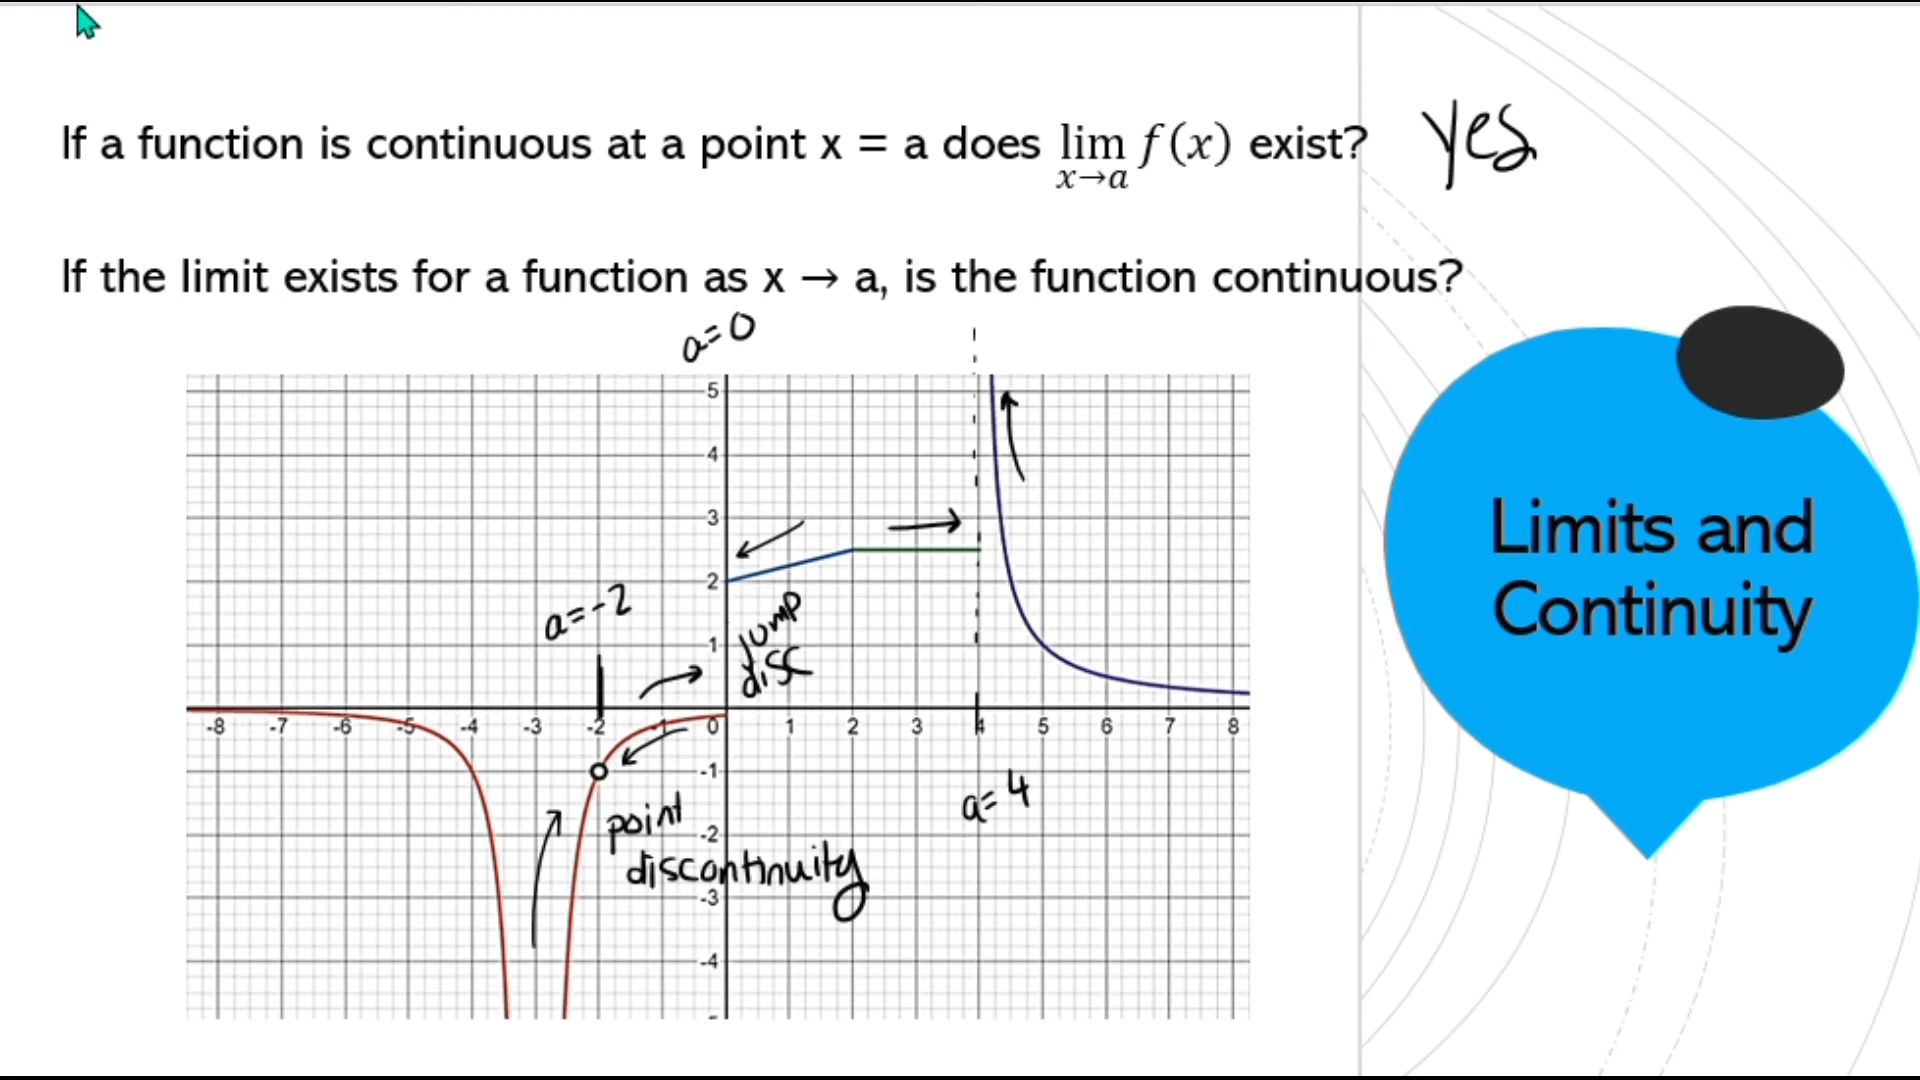 If a function is continuous at a point x = a does lim f(x) exist? yes
x→a
If the limit exists for a function as x → a, is the function continuous?
a=0
5
4
3
2
a=-2
jump
1
disc
-8 -7 -6 -5 -4 -3 -2 -1 0 1 2 3 4 5 6 7 8
-1
a=4
point
-2
discontinuity
-3
-4
Limits and
Continuity